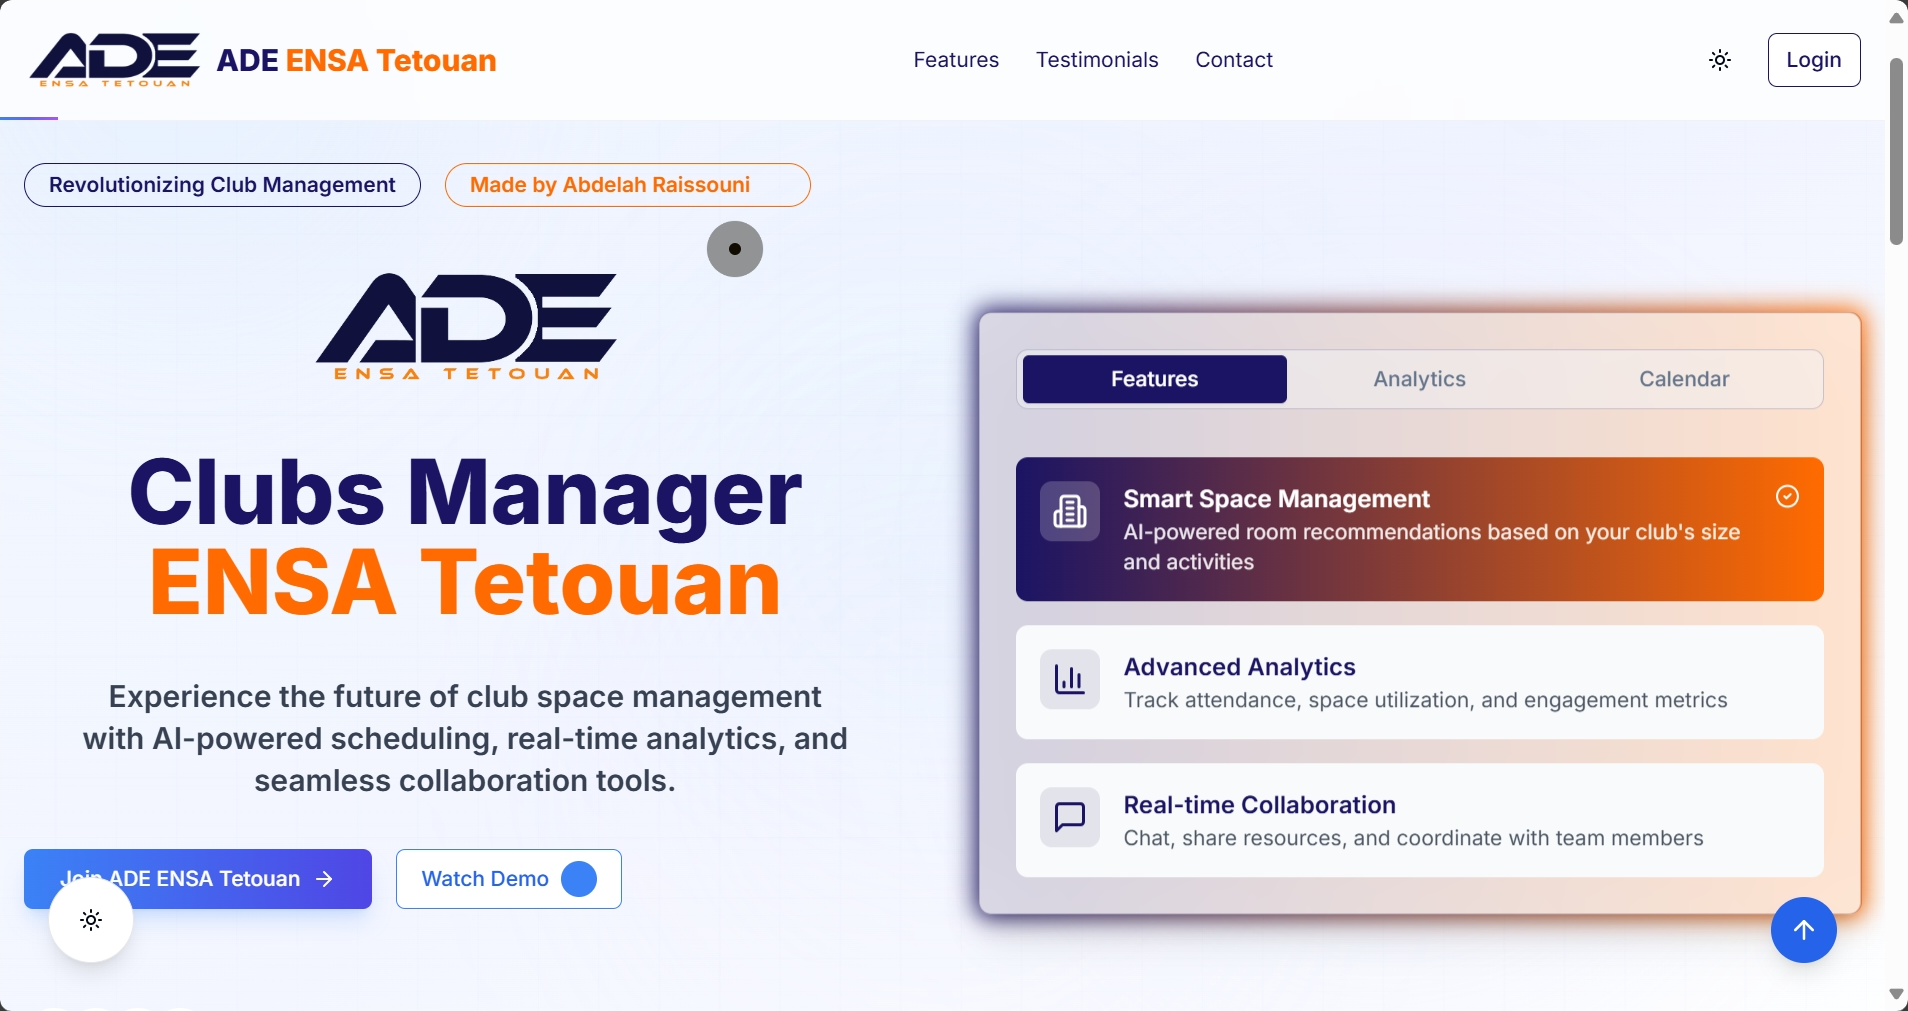 ADE
ENSA TETOUAN
ADE ENSA Tetouan
Features
Testimonials
Contact
Login
Revolutionizing Club Management
Made by Abdelah Raissouni
ADE
ENSA TETOUAN
Clubs Manager
ENSA Tetouan
Experience the future of club space management
with AI-powered scheduling, real-time analytics, and
seamless collaboration tools.
Join ADE ENSA Tetouan
Watch Demo
Features
Analytics
Calendar
Smart Space Management
AI-powered room recommendations based on your club's size
and activities
Advanced Analytics
Track attendance, space utilization, and engagement metrics
Real-time Collaboration
Chat, share resources, and coordinate with team members